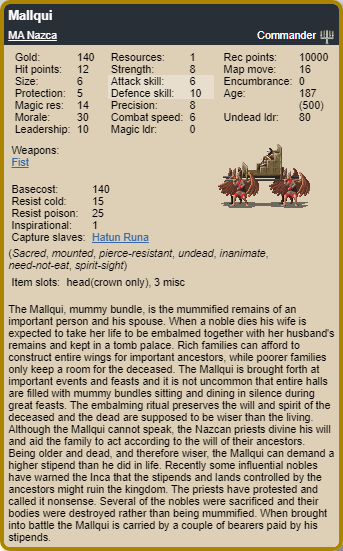 Mallqui
MA Nazca Commander
Gold: 140 Resources: 1 Rec points: 10000
Hit points: 12 Strength: 8 Map move: 16
Size: 6 Attack skill: 6 Encumbrance: 0
Protection: 5 Defence skill: 10 Age: 187
Magic res: 14 Precision: 8 (500)
Morale: 30 Combat speed: 6 Undead ldr: 80
Leadership: 10 Magic ldr: 0
Weapons:
Fist
Basecost: 140
Resist cold: 15
Resist poison: 25
Inspirational: 1
Capture slaves: Hatun Runa
(Sacred, mounted, pierce-resistant, undead, inanimate,
need-not-eat, spirit-sight)
Item slots: head(crown only), 3 misc
The Mallqui, mummy bundle, is the mummified remains of an
important person and his spouse. When a noble dies his wife is
expected to take her life to be embalmed together with her husband's
remains and kept in a tomb palace. Rich families can afford to
construct entire wings for important ancestors, while poorer families
only keep a room for the deceased. The Mallqui is brought forth at
important events and feasts and it is not uncommon that entire halls
are filled with mummy bundles sitting and dining in silence during
great feasts. The embalming ritual preserves the will and spirit of the
deceased and the dead are supposed to be wiser than the living.
Although the Mallqui cannot speak, the Nazcan priests divine his will
and aid the family to act according to the will of their ancestors.
Being older and dead, and therefore wiser, the Mallqui can demand a
higher stipend than he did in life. Recently some influential nobles
have warned the Inca that the stipends and lands controlled by the
ancestors might ruin the kingdom. The priests have protested and
called it nonsense. Several of the nobles were sacrificed and their
bodies were destroyed rather than being mummified. When brought
into battle the Mallqui is carried by a couple of bearers paid by his
stipends.